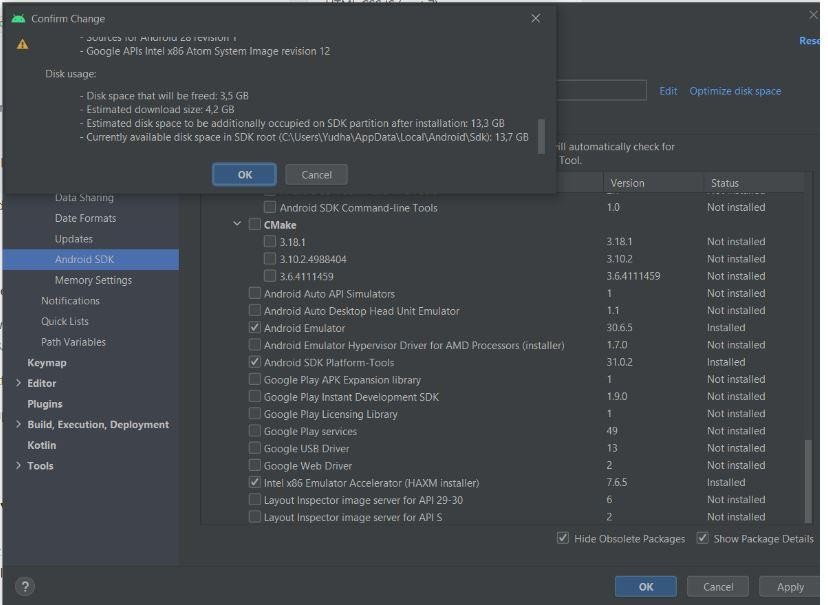 Confirm Change
- Sources for Android 28 revision 1
- Google APIs Intel x86 Atom System Image revision 12
Disk usage:
- Disk space that will be freed: 3,5 GB
- Estimated download size: 4,2 GB
- Estimated disk space to be additionally occupied on SDK partition after installation: 13,3 GB
- Currently available disk space in SDK root (C:\Users\Yudha\AppData\Local\Android\Sdk): 13,7 GB
OK
Cancel
Rese
Edit
Optimize disk space
ill automatically check for
Tool.
Version
Status
Data Sharing
Date Formats
Updates
Android SDK
Memory Settings
Notifications
Quick Lists
Path Variables
Keymap
Editor
Plugins
Build, Execution, Deployment
Kotlin
Tools
Android SDK Command-line Tools 1.0 Not installed
CMake
3.18.1 3.18.1 Not installed
3.10.2.4988404 3.10.2 Not installed
3.6.4111459 3.6.4111459 Not installed
Android Auto API Simulators 1 Not installed
Android Auto Desktop Head Unit Emulator 1.1 Not installed
Android Emulator 30.6.5 Installed
Android Emulator Hypervisor Driver for AMD Processors (installer) 1.7.0 Not installed
Android SDK Platform-Tools 31.0.2 Installed
Google Play APK Expansion library 1 Not installed
Google Play Instant Development SDK 1.9.0 Not installed
Google Play Licensing Library 1 Not installed
Google Play services 49 Not installed
Google USB Driver 13 Not installed
Google Web Driver 2 Not installed
Intel x86 Emulator Accelerator (HAXM installer) 7.6.5 Installed
Layout Inspector image server for API 29-30 6 Not installed
Layout Inspector image server for API S 2 Not installed
Hide Obsolete Packages
Show Package Details
?
OK
Cancel
Apply